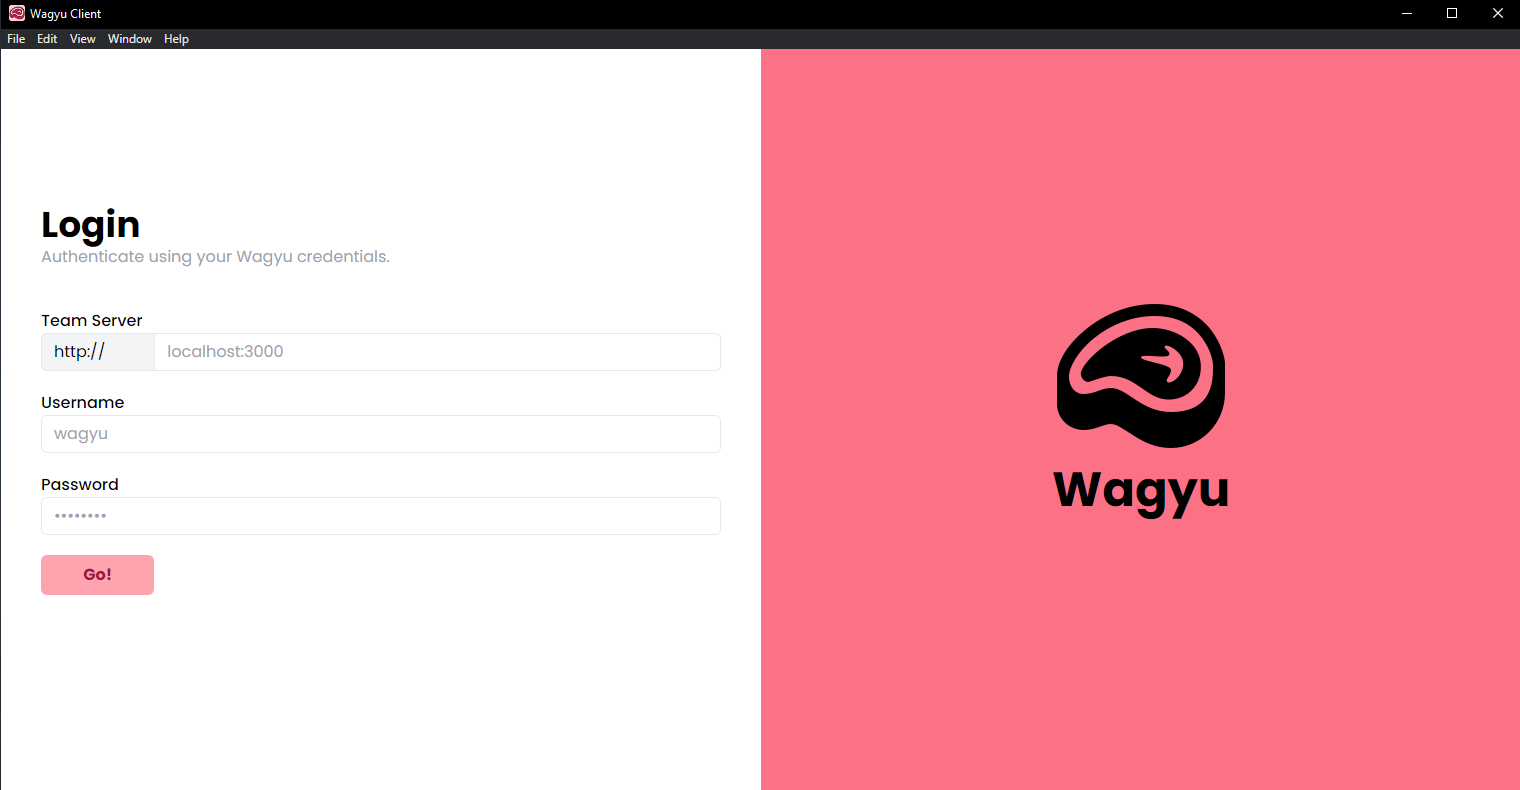 Wagyu Client
File Edit View Window Help
Login
Authenticate using your Wagyu credentials.
Team Server
http:// localhost:3000
Username
wagyu
Password
••••••••
Go!
Wagyu